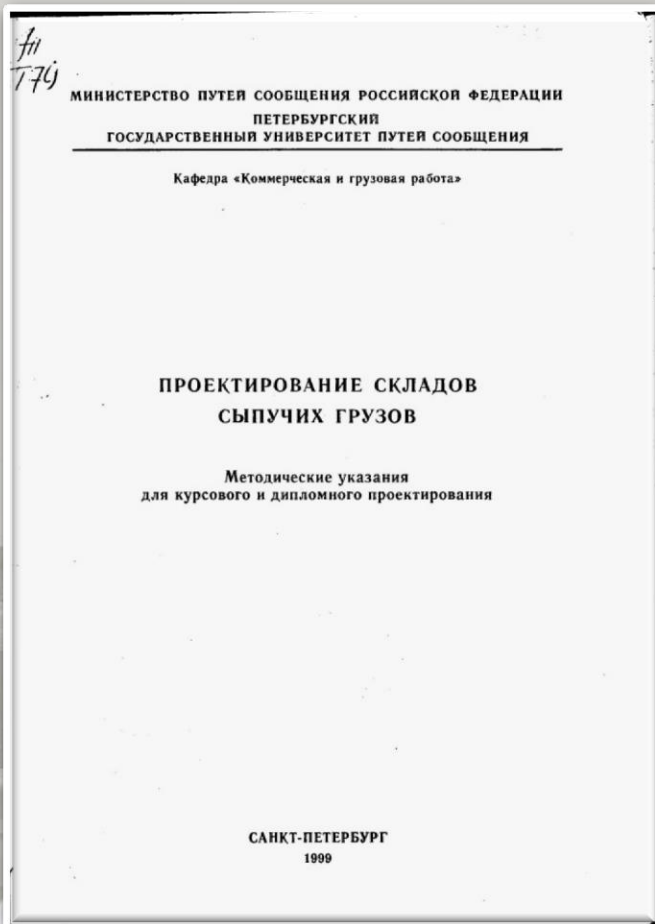 МИНИСТЕРСТВО ПУТЕЙ СООБЩЕНИЯ РОССИЙСКОЙ ФЕДЕРАЦИИ
ПЕТЕРБУРГСКИЙ
ГОСУДАРСТВЕННЫЙ УНИВЕРСИТЕТ ПУТЕЙ СООБЩЕНИЯ
Кафедра «Коммерческая и грузовая работа»
ПРОЕКТИРОВАНИЕ СКЛАДОВ
СЫПУЧИХ ГРУЗОВ
Методические указания
для курсового и дипломного проектирования
САНКТ-ПЕТЕРБУРГ
1999